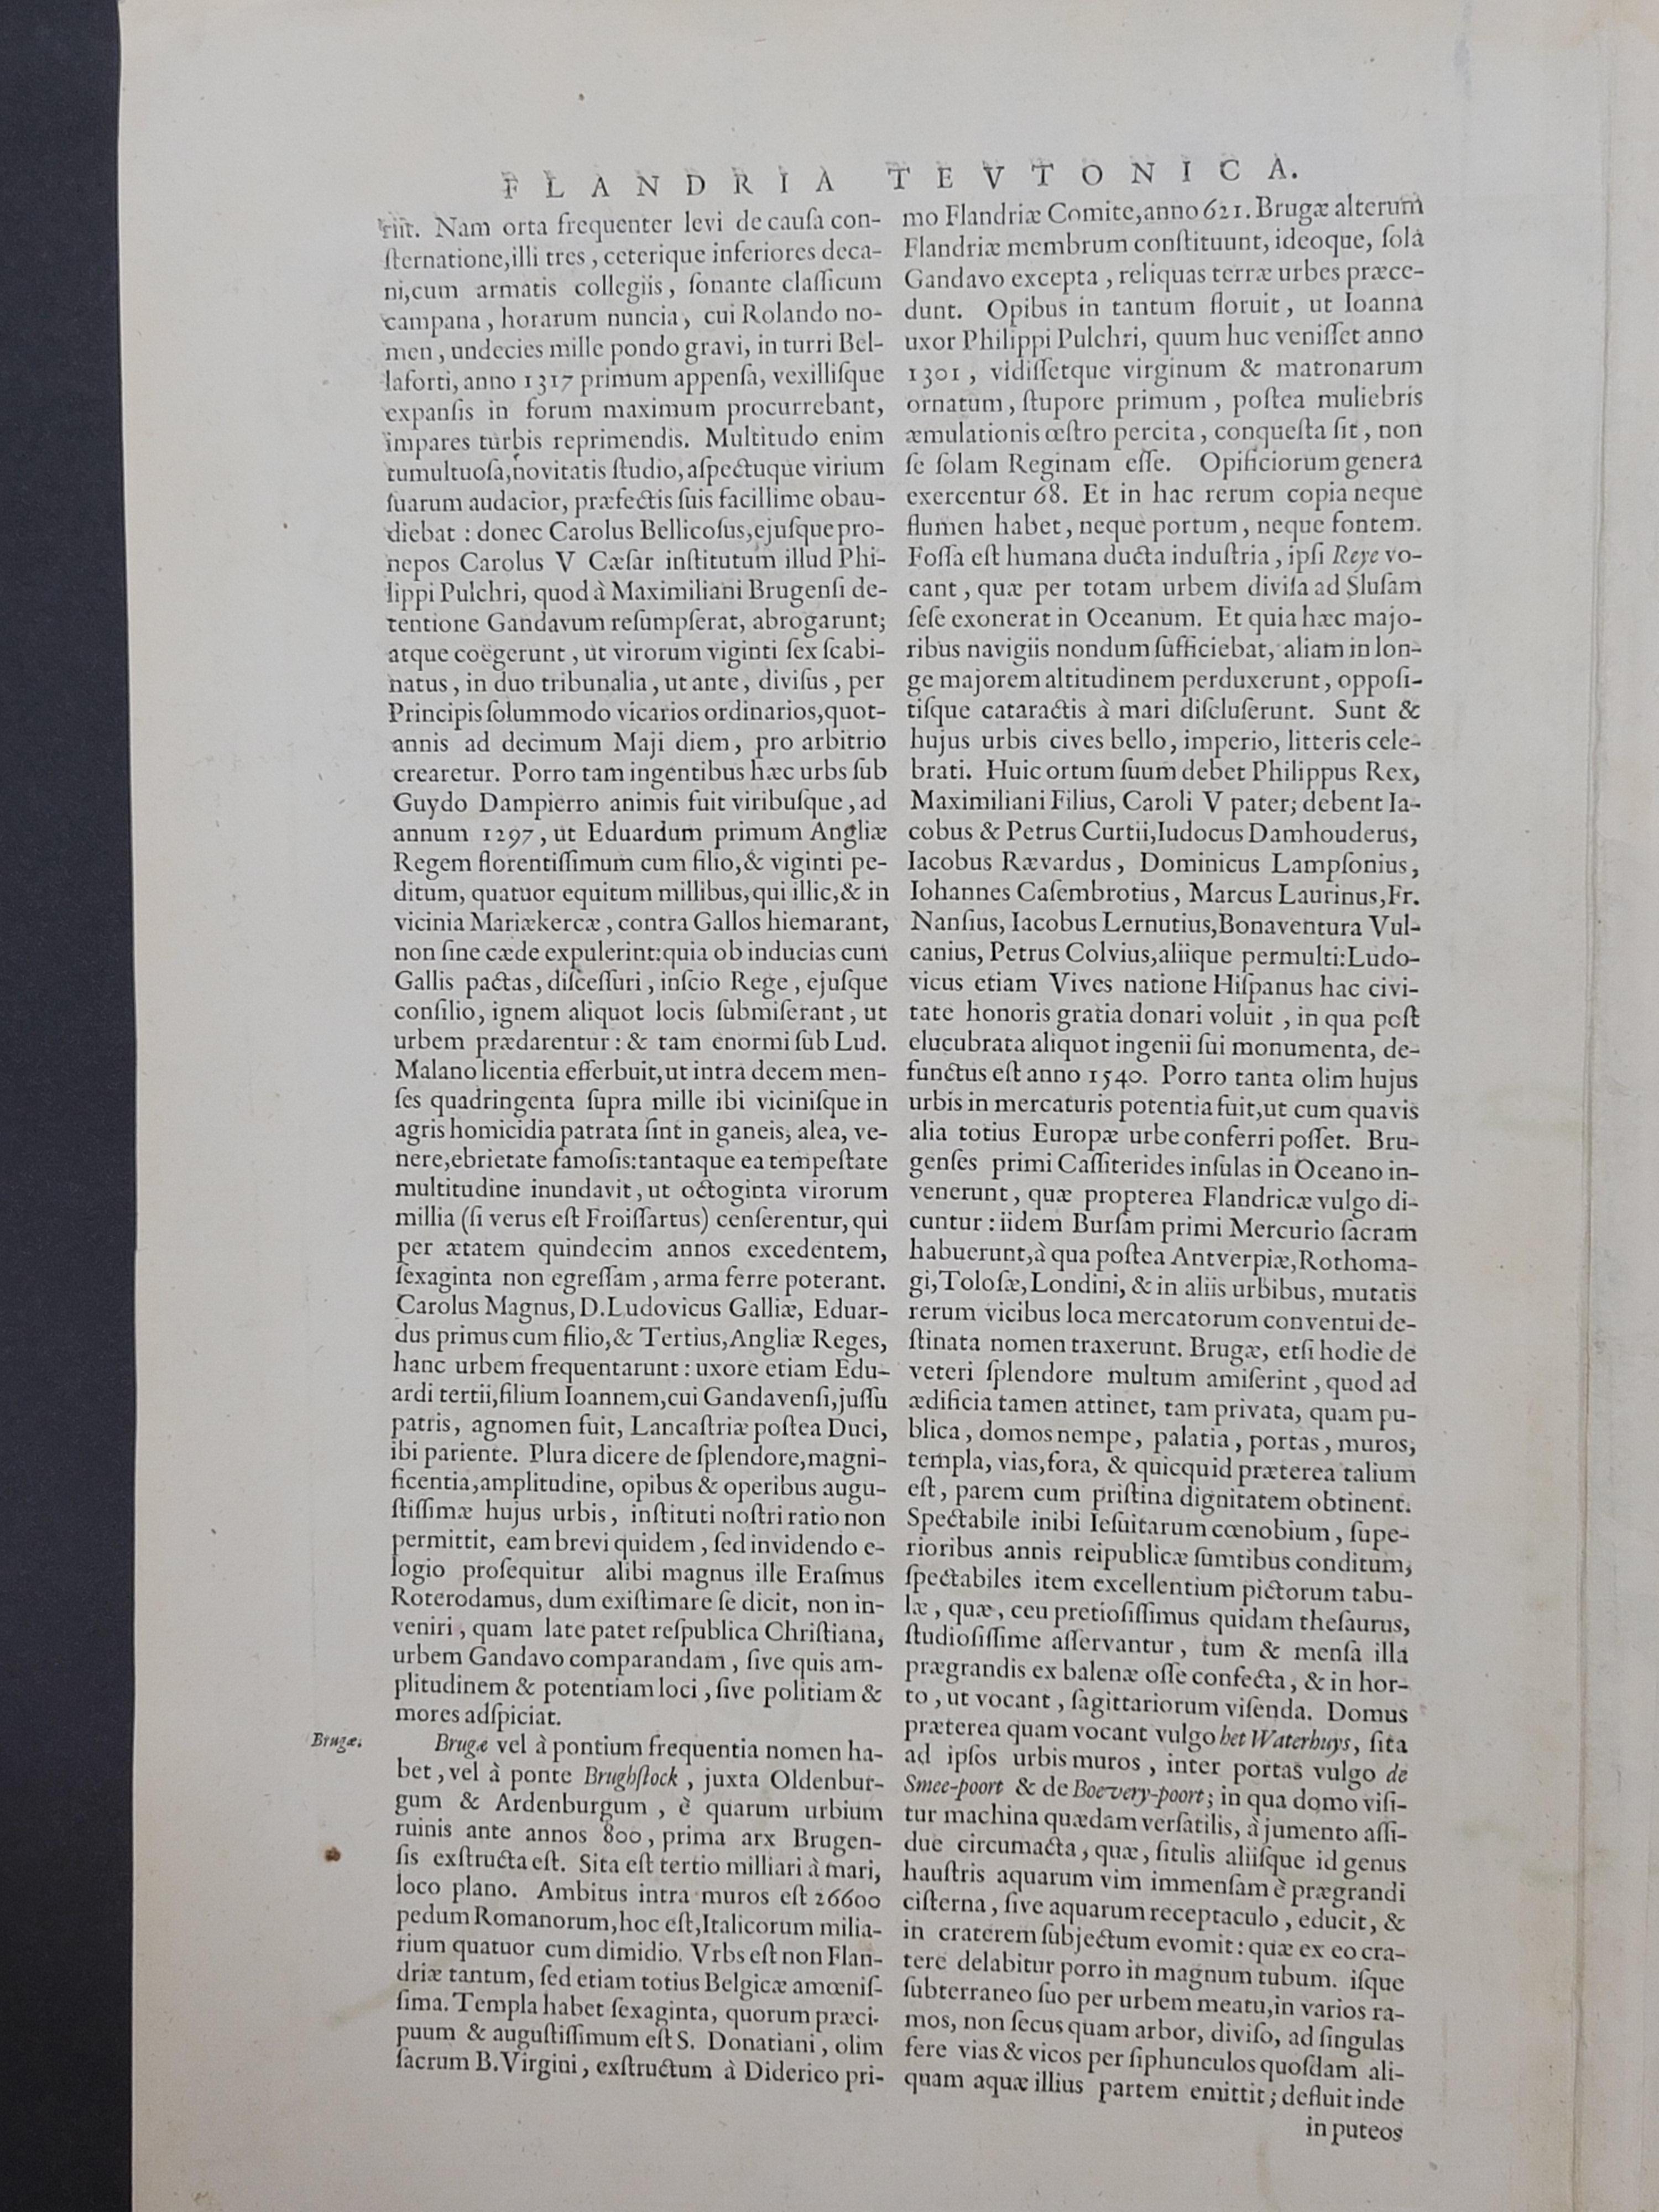 FLANDRIA TEVTONICA.
riit. Nam orta frequenter levi de cauſa con-
ſternatione,illi tres, ceterique inferiores deca-
ni,cum armatis collegiis, ſonante claſſicum
campana, horarum nuncia, cui Rolando no-
men, undecies mille pondo gravi, in turri Bel-
laforti, anno 1317 primum appenſa, vexilliſque
expanſis in forum maximum procurrebant,
impares turbis reprimendis. Multitudo enim
tumultuoſa,novitatis ſtudio,aſpectuque virium
ſuarum audacior, præfectis ſuis facillime obau-
diebat : donec Carolus Bellicoſus,ejuſque pro-
nepos Carolus V Cæſar inſtitutum illud Phi-
lippi Pulchri, quod à Maximiliani Brugenſi de-
tentione Gandavum reſumpſerat, abrogarunt;
atque coëgerunt, ut virorum viginti ſex ſcabi-
natus, in duo tribunalia, ut ante, diviſus, per
Principis ſolummodo vicarios ordinarios,quot-
annis ad decimum Maji diem, pro arbitrio
crearetur. Porro tam ingentibus hæc urbs ſub
Guydo Dampierro animis fuit viribuſque, ad
annum 1297, ut Eduardum primum Angliæ
Regem florentiſſimum cum filio,& viginti pe-
ditum, quatuor equitum millibus,qui illic,& in
vicinia Mariækercæ, contra Gallos hiemarant,
non ſine cæde expulerint:quia ob inducias cum
Gallis pactas, diſceſſuri, inſcio Rege, ejuſque
conſilio, ignem aliquot locis ſubmiſerant, ut
urbem prædarentur : & tam enormi ſub Lud.
Malano licentia efferbuit,ut intra decem men-
ſes quadringenta ſupra mille ibi viciniſque in
agris homicidia patrata ſint in ganeis, alea, ve-
nere,ebrietate famoſis:tantaque ea tempeſtate
multitudine inundavit, ut octoginta virorum
millia (ſi verus eſt Froiſſartus) cenſerentur, qui
per ætatem quindecim annos excedentem,
ſexaginta non egreſſam, arma ferre poterant.
Carolus Magnus, D.Ludovicus Galliæ, Eduar-
dus primus cum filio,& Tertius,Angliæ Reges,
hanc urbem frequentarunt : uxore etiam Edu-
ardi tertii,filium Ioannem,cui Gandavenſi,juſſu
patris, agnomen fuit, Lancaſtriæ poſtea Duci,
ibi pariente. Plura dicere de ſplendore,magni-
ficentia,amplitudine, opibus & operibus augu-
ſtiſſimæ hujus urbis, inſtituti noſtri ratio non
permittit, eam brevi quidem, ſed invidendo e-
logio proſequitur alibi magnus ille Eraſmus
Roterodamus, dum exiſtimare ſe dicit, non in-
veniri, quam late patet reſpublica Chriſtiana,
urbem Gandavo comparandam, ſive quis am-
plitudinem & potentiam loci, ſive politiam &
mores adſpiciat.
Brugæ.
Brugæ vel à pontium frequentia nomen ha-
bet, vel à ponte Brughſtock, juxta Oldenbur-
gum & Ardenburgum, è quarum urbium
ruinis ante annos 800, prima arx Brugen-
ſis exſtructa eſt. Sita eſt tertio milliari à mari,
loco plano. Ambitus intra muros eſt 26600
pedum Romanorum,hoc eſt,Italicorum milia-
rium quatuor cum dimidio. Vrbs eſt non Flan-
driæ tantum, ſed etiam totius Belgicæ amœniſ-
ſima. Templa habet ſexaginta, quorum præci-
puum & auguſtiſſimum eſt S. Donatiani, olim
ſacrum B.Virgini, exſtructum à Diderico pri-
mo Flandriæ Comite,anno 621. Brugæ alterum
Flandriæ membrum conſtituunt, ideoque, ſolâ
Gandavo excepta, reliquas terræ urbes præce-
dunt. Opibus in tantum floruit, ut Ioanna
uxor Philippi Pulchri, quum huc veniſſet anno
1301, vidiſſetque virginum & matronarum
ornatum, ſtupore primum, poſtea muliebris
æmulationis œſtro percita, conqueſta ſit, non
ſe ſolam Reginam eſſe. Opificiorum genera
exercentur 68. Et in hac rerum copia neque
flumen habet, neque portum, neque fontem.
Foſſa eſt humana ducta induſtria, ipſi Reye vo-
cant, quæ per totam urbem diviſa ad Sluſam
ſeſe exonerat in Oceanum. Et quia hæc majo-
ribus navigiis nondum ſufficiebat, aliam in lon-
ge majorem altitudinem perduxerunt, oppoſi-
tiſque cataractis à mari diſcluſerunt. Sunt &
hujus urbis cives bello, imperio, litteris cele-
brati. Huic ortum ſuum debet Philippus Rex,
Maximiliani Filius, Caroli V pater; debent Ia-
cobus & Petrus Curtii,Iudocus Damhouderus,
Iacobus Rævardus, Dominicus Lampſonius,
Iohannes Caſembrotius, Marcus Laurinus,Fr.
Nanſius, Iacobus Lernutius,Bonaventura Vul-
canius, Petrus Colvius,aliique permulti:Ludo-
vicus etiam Vives natione Hiſpanus hac civi-
tate honoris gratia donari voluit, in qua poſt
elucubrata aliquot ingenii ſui monumenta, de-
functus eſt anno 1540. Porro tanta olim hujus
urbis in mercaturis potentia fuit,ut cum quavis
alia totius Europæ urbe conferri poſſet. Bru-
genſes primi Caſſiterides inſulas in Oceano in-
venerunt, quæ propterea Flandricæ vulgo di-
cuntur : iidem Burſam primi Mercurio ſacram
habuerunt,à qua poſtea Antverpiæ,Rothoma-
gi,Toloſæ,Londini, & in aliis urbibus, mutatis
rerum vicibus loca mercatorum conventui de-
ſtinata nomen traxerunt. Brugæ, etſi hodie de
veteri ſplendore multum amiſerint, quod ad
ædificia tamen attinet, tam privata, quam pu-
blica, domos nempe, palatia, portas, muros,
templa, vias,fora, & quicquid præterea talium
eſt, parem cum priſtina dignitatem obtinent.
Spectabile inibi Ieſuitarum cœnobium, ſupe-
rioribus annis reipublicæ ſumtibus conditum,
ſpectabiles item excellentium pictorum tabu-
læ, quæ, ceu pretioſiſſimus quidam theſaurus,
ſtudioſiſſime aſſervantur, tum & menſa illa
prægrandis ex balenæ oſſe confecta, & in hor-
to, ut vocant, ſagittariorum viſenda. Domus
præterea quam vocant vulgo het Waterhuys, ſita
ad ipſos urbis muros, inter portas vulgo de
Smee-poort & de Boevery-poort; in qua domo viſi-
tur machina quædam verſatilis, à jumento aſſi-
due circumacta, quæ, ſitulis aliiſque id genus
hauſtris aquarum vim immenſam è prægrandi
ciſterna, ſive aquarum receptaculo, educit, &
in craterem ſubjectum evomit : quæ ex eo cra-
tere delabitur porro in magnum tubum. iſque
ſubterraneo ſuo per urbem meatu,in varios ra-
mos, non ſecus quam arbor, diviſo, ad ſingulas
fere vias & vicos per ſiphunculos quoſdam ali-
quam aquæ illius partem emittit; defluit inde
in puteos